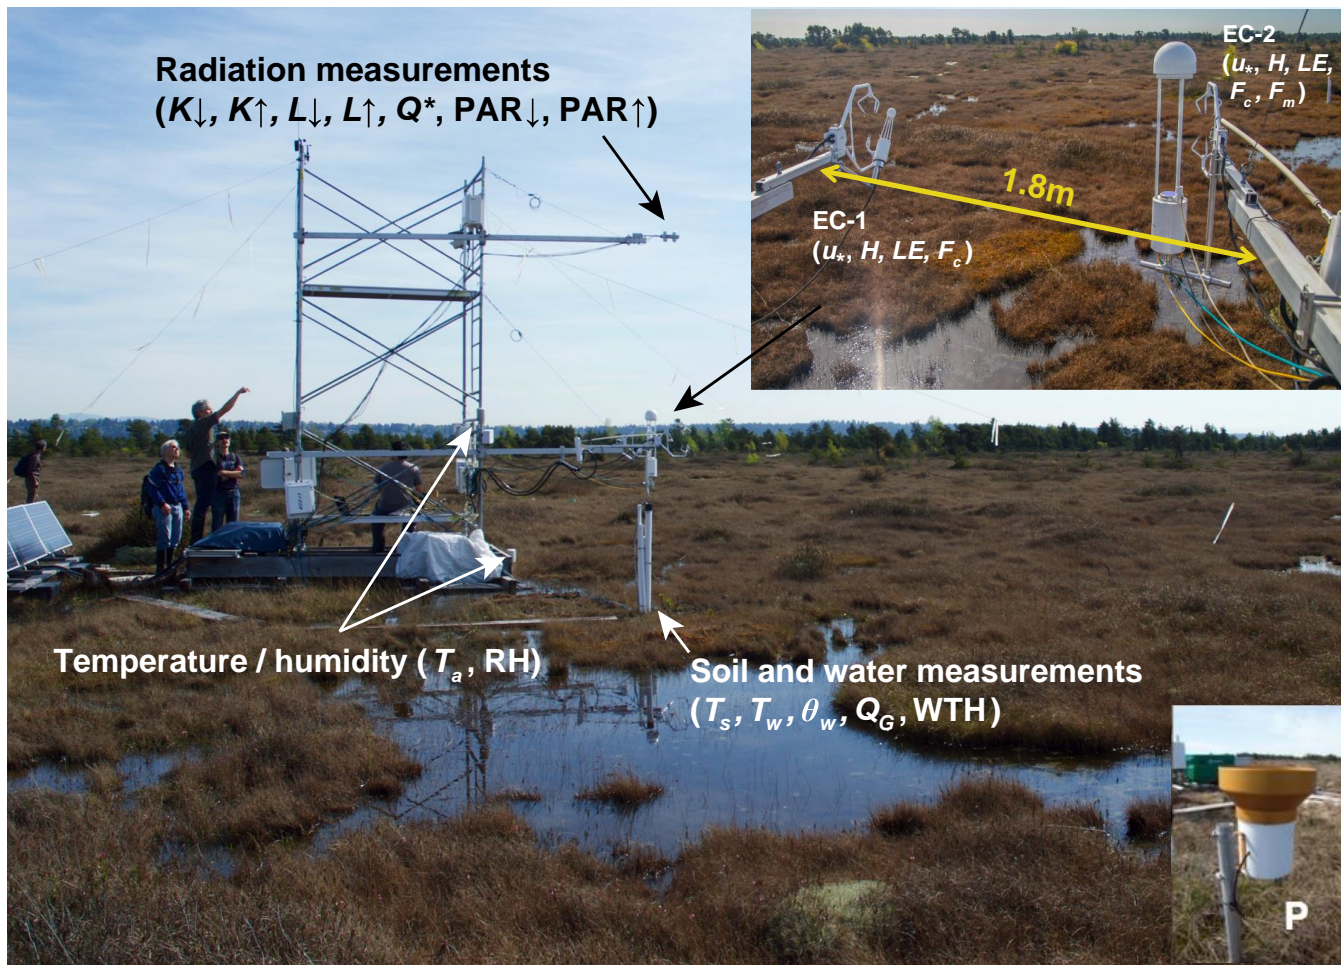 Radiation measurements
(K↓, K↑, L↓, L↑, Q*, PAR↓, PAR↑)
EC-2
(u*, H, LE,
Fc, Fm)
1.8m
EC-1
(u*, H, LE, Fc)
Temperature / humidity (Ta, RH)
Soil and water measurements
(Ts, Tw, θw, QG, WTH)
P